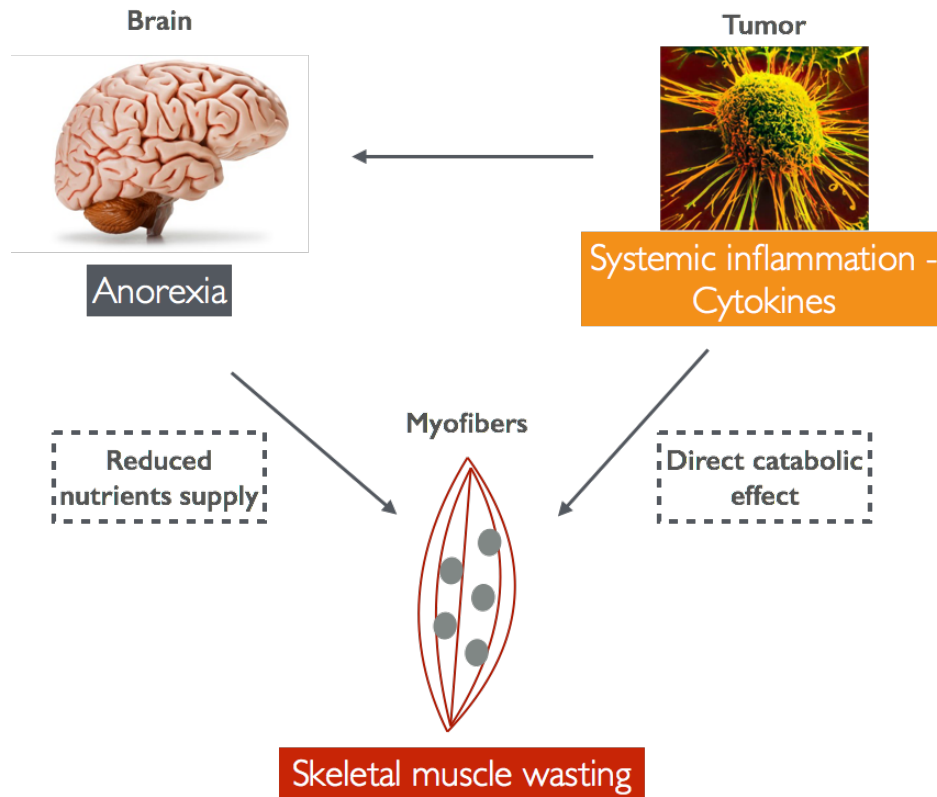 Brain
Tumor
Systemic inflammation -
Cytokines
Anorexia
Myofibers
Reduced
nutrients supply
Direct catabolic
effect
Skeletal muscle wasting